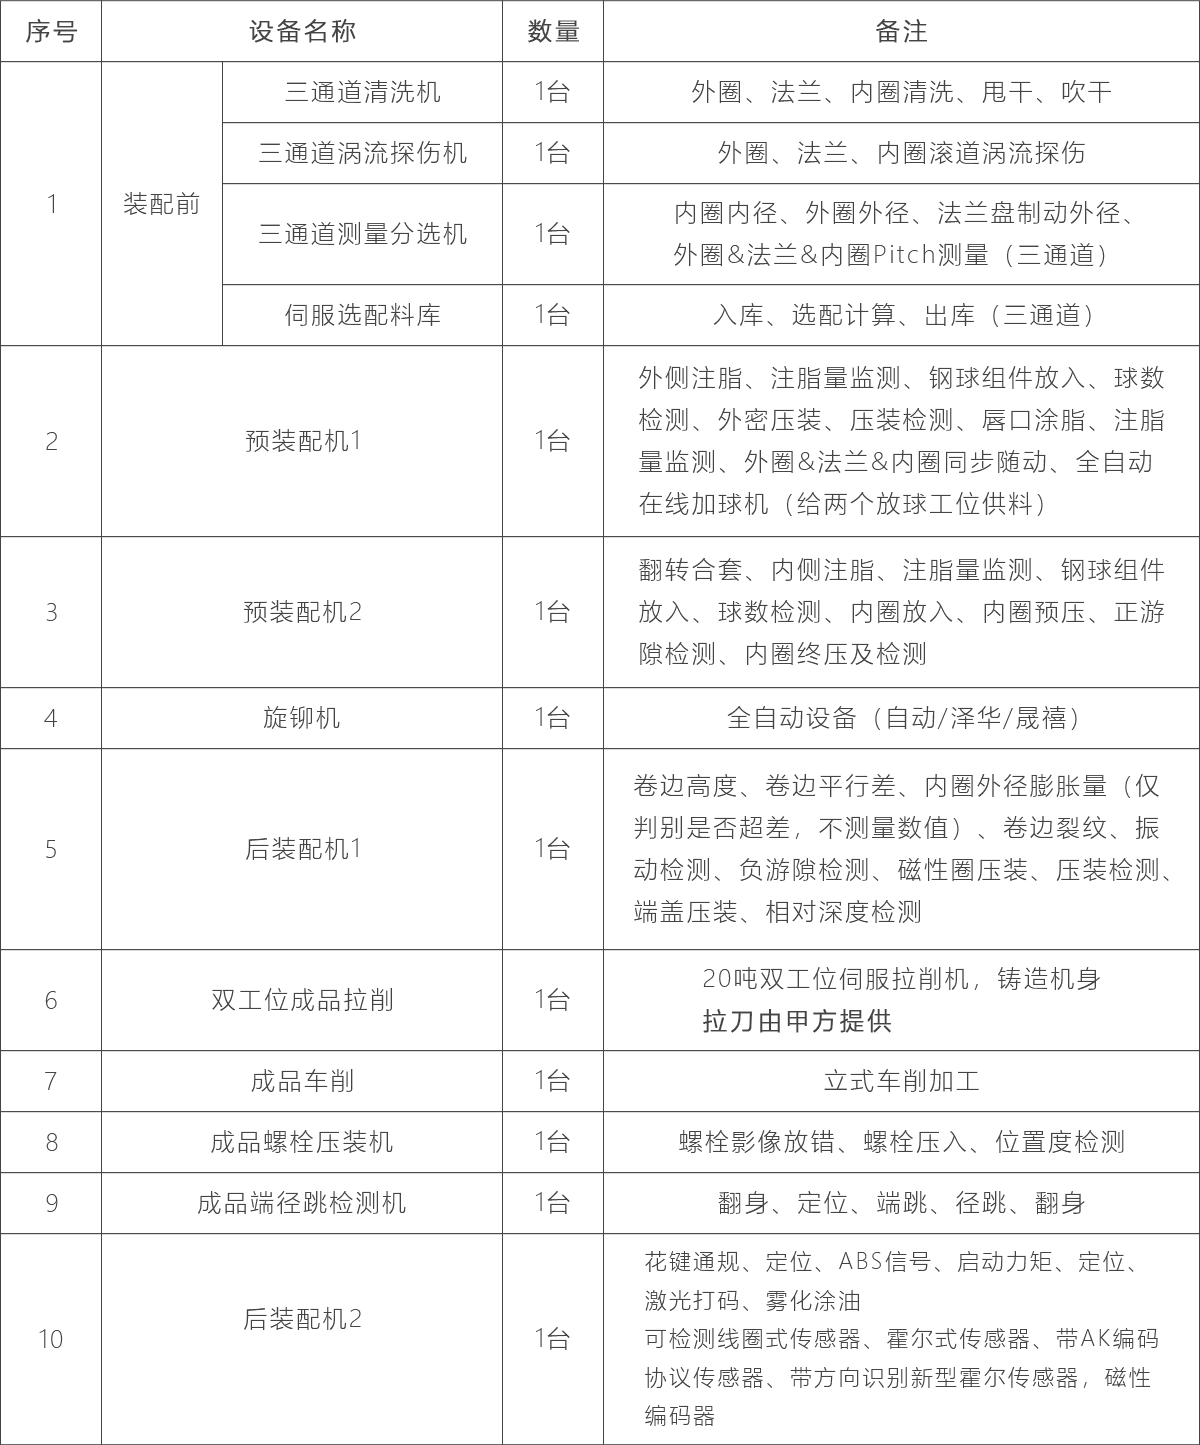 序号 设备名称 数量 备注
三通道清洗机 1台 外圈、法兰、内圈清洗、甩干、吹干
三通道涡流探伤机 1台 外圈、法兰、内圈滚道涡流探伤
1 装配前
三通道测量分选机 1台
内圈内径、外圈外径、法兰盘制动外径、
外圈&法兰&内圈Pitch测量（三通道）
伺服选配料库 1台 入库、选配计算、出库（三通道）
2 预装配机1 1台
外侧注脂、注脂量监测、钢球组件放入、球数
检测、外密压装、压装检测、唇口涂脂、注脂
量监测、外圈&法兰&内圈同步随动、全自动
在线加球机（给两个放球工位供料）
3 预装配机2 1台
翻转合套、内侧注脂、注脂量监测、钢球组件
放入、球数检测、内圈放入、内圈预压、正游
隙检测、内圈终压及检测
4 旋铆机 1台 全自动设备（自动/泽华/晟禧）
5 后装配机1 1台
卷边高度、卷边平行差、内圈外径膨胀量（仅
判别是否超差，不测量数值）、卷边裂纹、振
动检测、负游隙检测、磁性圈压装、压装检测、
端盖压装、相对深度检测
6 双工位成品拉削 1台
20吨双工位伺服拉削机，铸造机身
拉刀由甲方提供
7 成品车削 1台 立式车削加工
8 成品螺栓压装机 1台 螺栓影像放错、螺栓压入、位置度检测
9 成品端径跳检测机 1台 翻身、定位、端跳、径跳、翻身
10 后装配机2 1台
花键通规、定位、ABS信号、启动力矩、定位、
激光打码、雾化涂油
可检测线圈式传感器、霍尔式传感器、带AK编码
协议传感器、带方向识别新型霍尔传感器，磁性
编码器